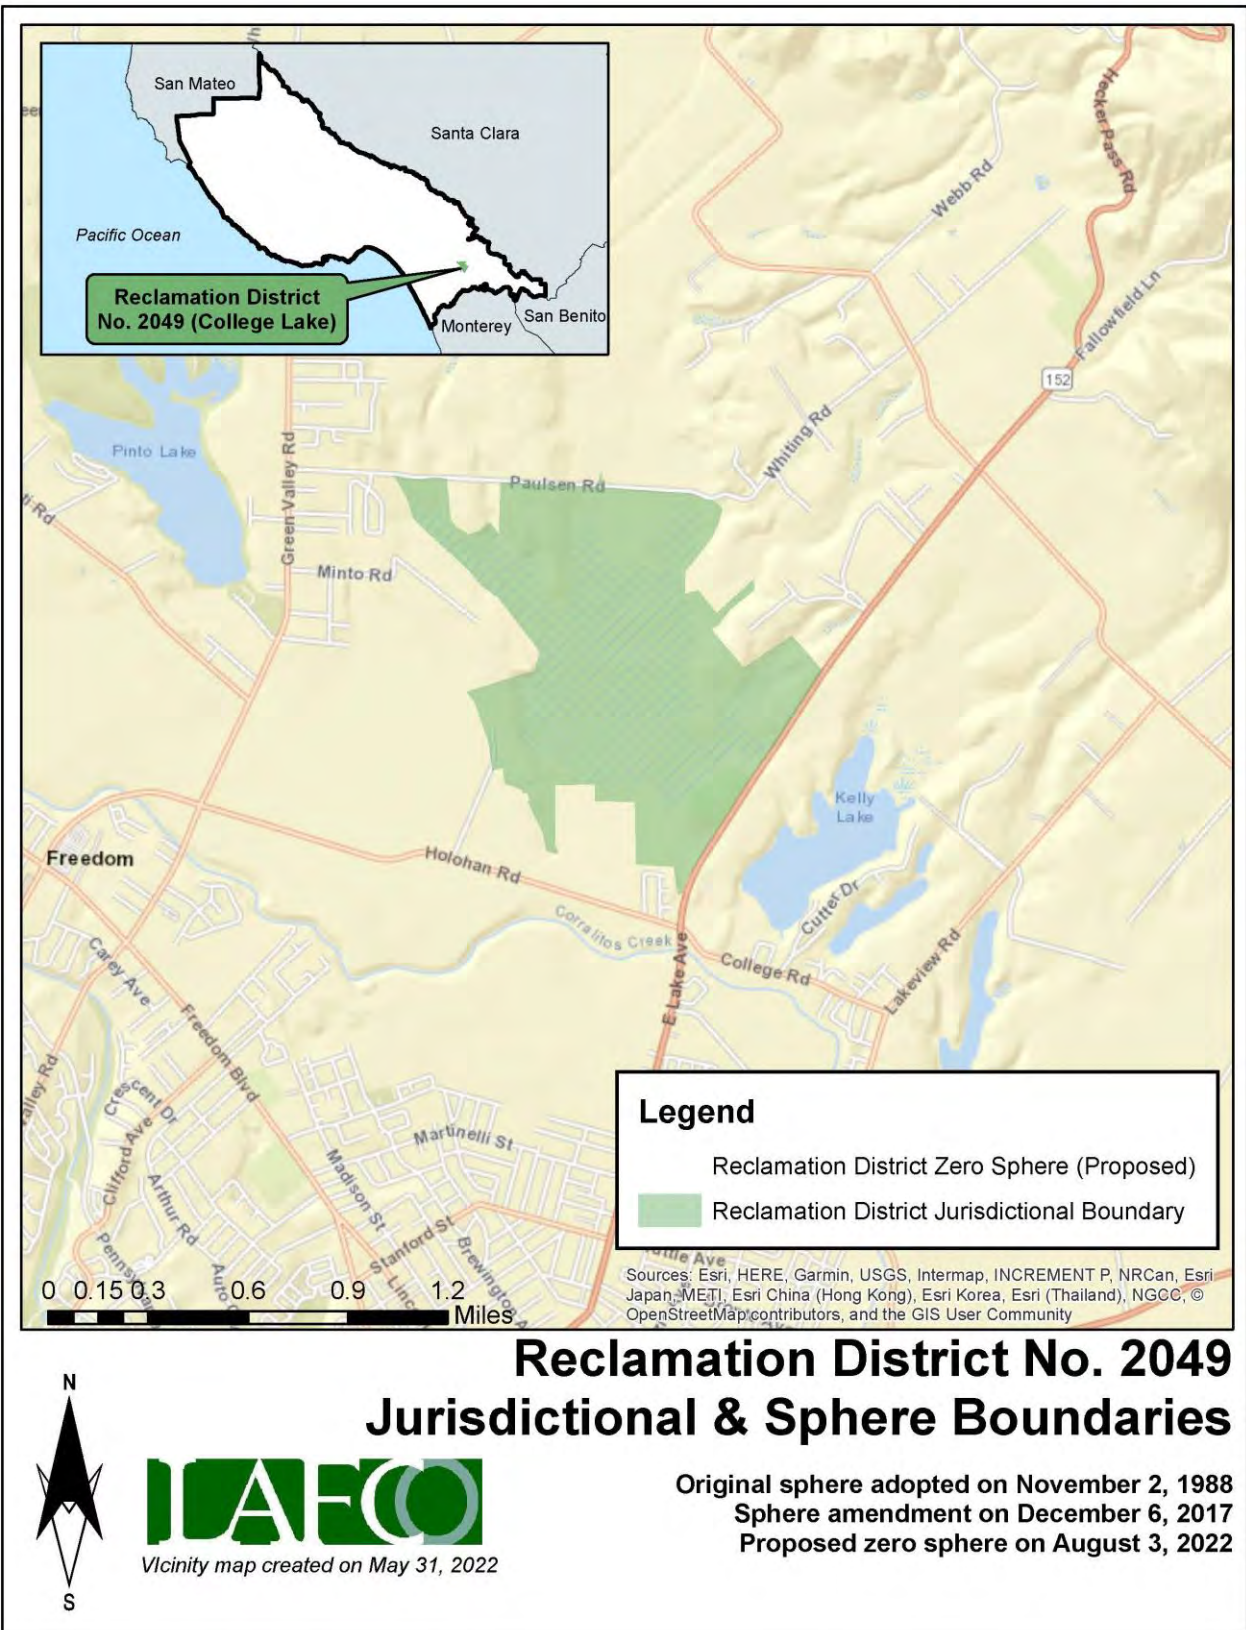 San Mateo
Santa Clara
Pacific Ocean
Reclamation District
No. 2049 (College Lake)
Monterey
San Benito
Hecker Pass Rd
Webb Rd
Fallowfield Ln
152
Whiting Rd
Pinto Lake
Green Valley Rd
Paulsen Rd
Minto Rd
Kelly
Lake
Freedom
Holohan Rd
Cutter Dr
Corralitos Creek
College Rd
Lakeview Rd
E Lake Ave
Carey Ave
Freedom Blvd
Crescent Dr
Clifford Ave
Arthur Rd
Martinelli St
Madison St
Stanford St
Legend
Reclamation District Zero Sphere (Proposed)
Reclamation District Jurisdictional Boundary
0 0.15 0.3 0.6 0.9 1.2
Miles
Sources: Esri, HERE, Garmin, USGS, Intermap, INCREMENT P, NRCan, Esri
Japan, METI, Esri China (Hong Kong), Esri Korea, Esri (Thailand), NGCC, ©
OpenStreetMap contributors, and the GIS User Community
Reclamation District No. 2049
Jurisdictional & Sphere Boundaries
N
S
LAFCO
VIcinity map created on May 31, 2022
Original sphere adopted on November 2, 1988
Sphere amendment on December 6, 2017
Proposed zero sphere on August 3, 2022